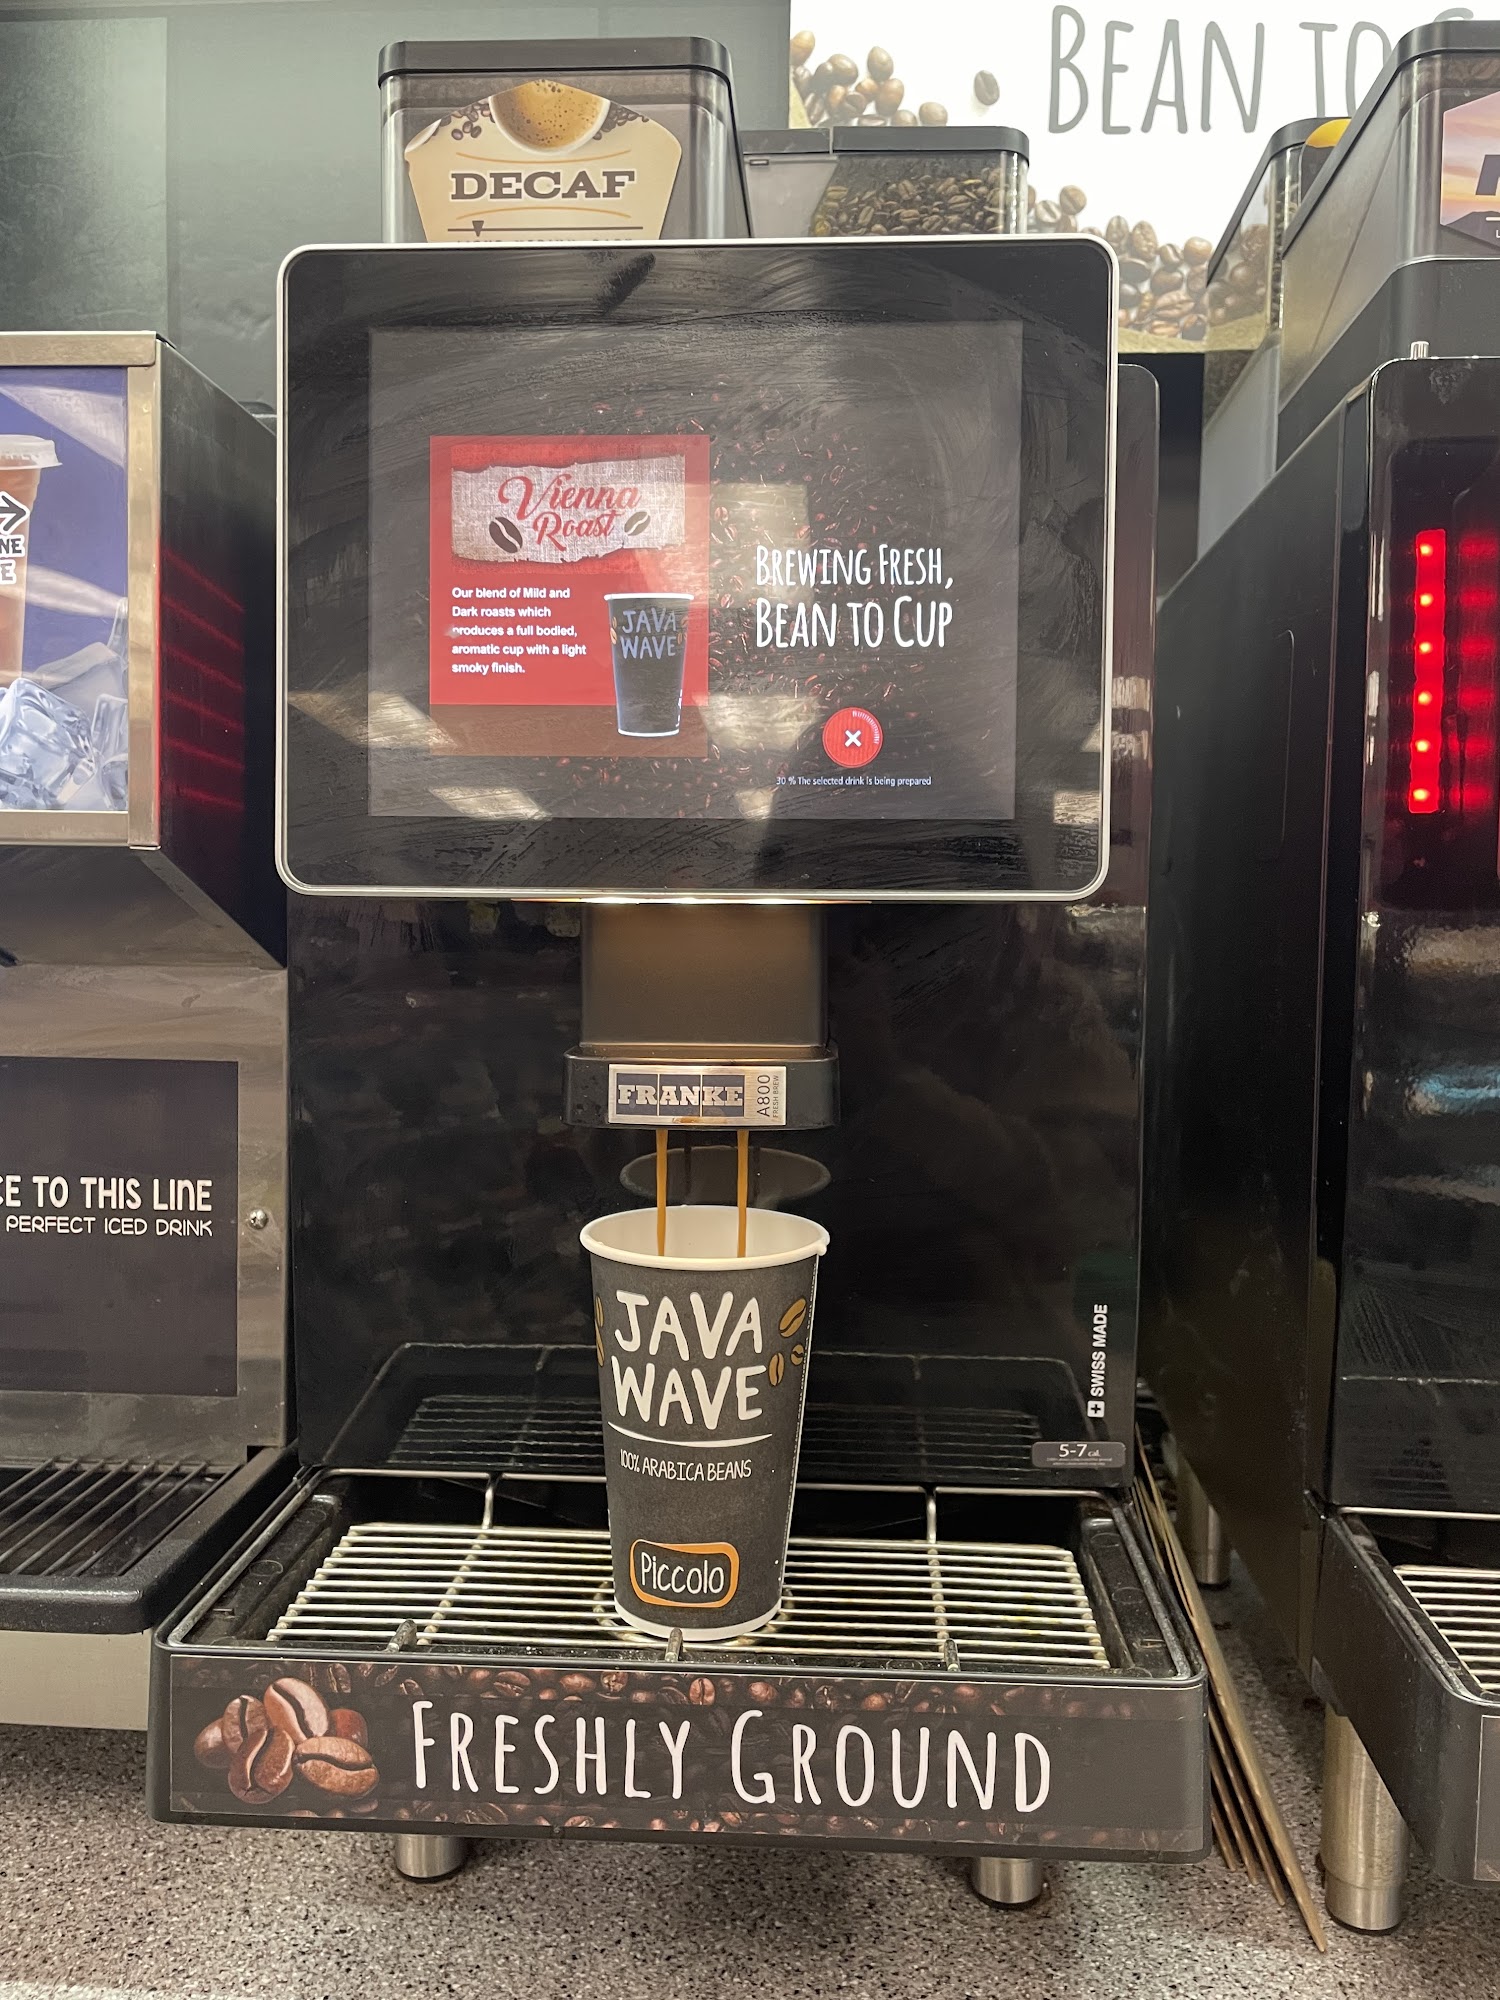 BEAN TO
DECAF
Vienna
Roast
Our blend of Mild and
Dark roasts which
produces a full bodied,
aromatic cup with a light
smoky finish.
JAVA
WAVE
BREWING FRESH,
BEAN TO CUP
30 % The selected drink is being prepared
FRANKE
A800
FRESH BREW
TO THIS LINE
PERFECT ICED DRINK
JAVA
WAVE
100% ARABICA BEANS
Piccolo
SWISS MADE
5-7 cal.
FRESHLY GROUND